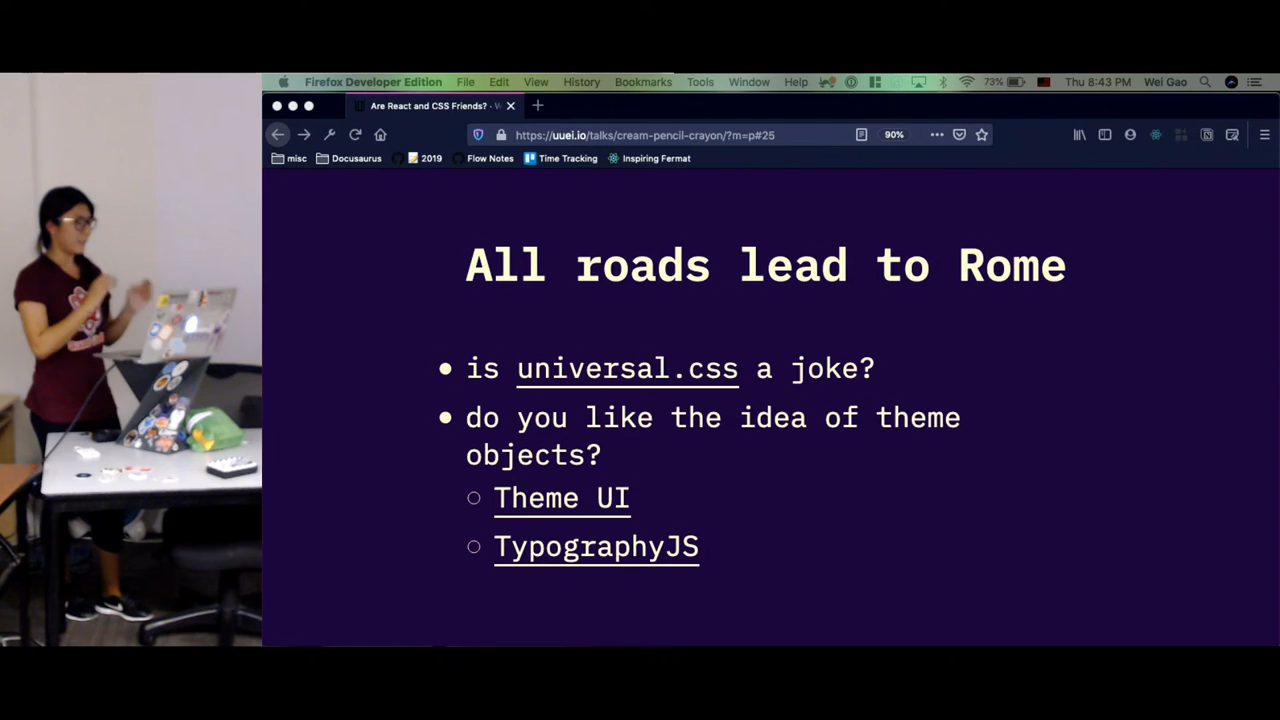 Firefox Developer Edition File Edit View History Bookmarks Tools Window Help 73% Thu 8:43 PM Wei Gao
Are React and CSS Friends? ·
https://uuei.io/talks/cream-pencil-crayon/?m=p#25 90%
misc Docusaurus 2019 Flow Notes Time Tracking Inspiring Fermat
All roads lead to Rome
is universal.css a joke?
do you like the idea of theme
objects?
Theme UI
TypographyJS